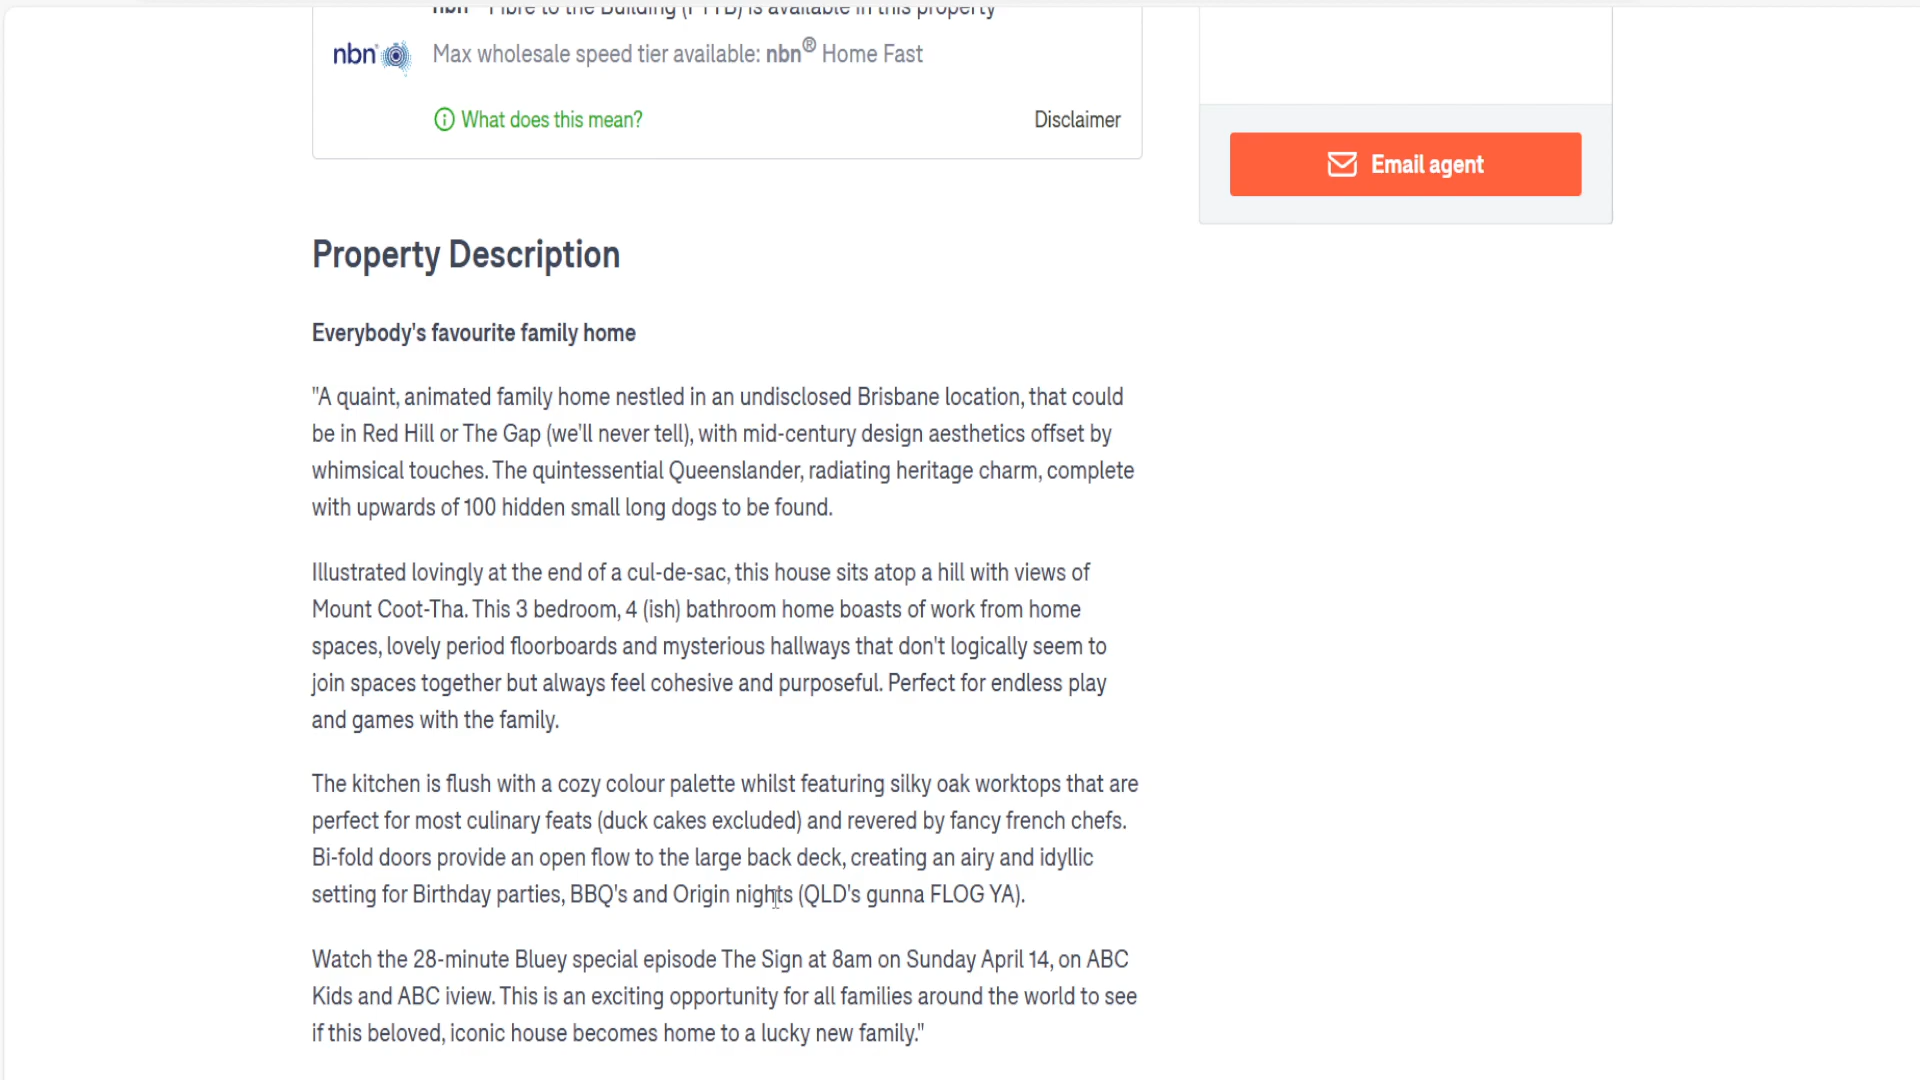 nbn® Fibre to the Building (FTTB) is available in this property
nbn®
Max wholesale speed tier available: nbn® Home Fast
What does this mean?
Disclaimer
Email agent
Property Description
Everybody's favourite family home
"A quaint, animated family home nestled in an undisclosed Brisbane location, that could
be in Red Hill or The Gap (we'll never tell), with mid-century design aesthetics offset by
whimsical touches. The quintessential Queenslander, radiating heritage charm, complete
with upwards of 100 hidden small long dogs to be found.
Illustrated lovingly at the end of a cul-de-sac, this house sits atop a hill with views of
Mount Coot-Tha. This 3 bedroom, 4 (ish) bathroom home boasts of work from home
spaces, lovely period floorboards and mysterious hallways that don't logically seem to
join spaces together but always feel cohesive and purposeful. Perfect for endless play
and games with the family.
The kitchen is flush with a cozy colour palette whilst featuring silky oak worktops that are
perfect for most culinary feats (duck cakes excluded) and revered by fancy french chefs.
Bi-fold doors provide an open flow to the large back deck, creating an airy and idyllic
setting for Birthday parties, BBQ's and Origin nights (QLD's gunna FLOG YA).
Watch the 28-minute Bluey special episode The Sign at 8am on Sunday April 14, on ABC
Kids and ABC iview. This is an exciting opportunity for all families around the world to see
if this beloved, iconic house becomes home to a lucky new family."